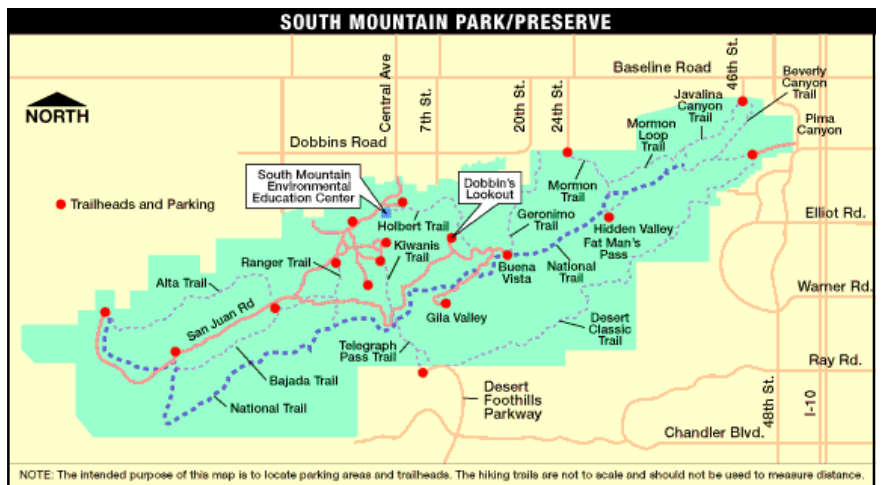 SOUTH MOUNTAIN PARK/PRESERVE
NORTH
Central Ave
7th St.
20th St.
24th St.
Baseline Road
46th St.
Beverly
Canyon
Trail
Javalina
Canyon
Trail
Mormon
Loop
Trail
Pima
Canyon
Dobbins Road
South Mountain
Environmental
Education Center
Dobbin's
Lookout
Mormon
Trail
Trailheads and Parking
Holbert Trail
Geronimo
Trail
Hidden Valley
Fat Man's
Pass
Elliot Rd.
Kiwanis
Trail
Ranger Trail
Buena
Vista
National
Trail
Alta Trail
Warner Rd.
San Juan Rd
Gila Valley
Desert
Classic
Trail
Telegraph
Pass Trail
Ray Rd.
Bajada Trail
Desert
Foothills
Parkway
National Trail
48th St.
I-10
Chandler Blvd.
NOTE: The intended purpose of this map is to locate parking areas and trailheads. The hiking trails are not to scale and should not be used to measure distance.